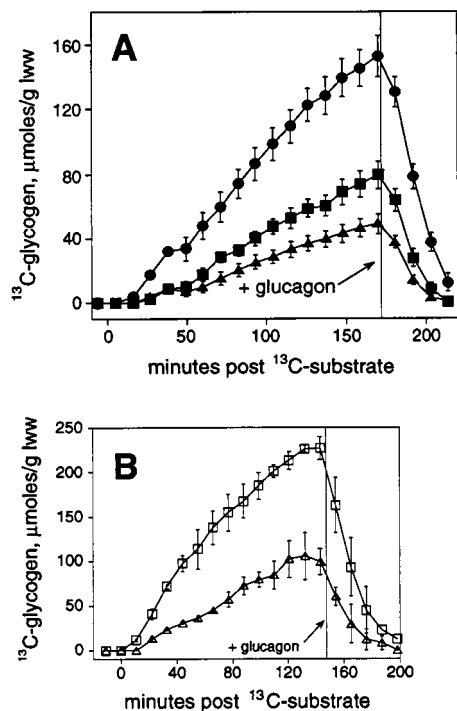 A
¹³C-glycogen, μmoles/g lww
160
120
80
40
0
+ glucagon
0 50 100 150 200
minutes post ¹³C-substrate
B
¹³C-glycogen, μmoles/g lww
250
200
150
100
50
0
+ glucagon
0 40 80 120 160 200
minutes post ¹³C-substrate